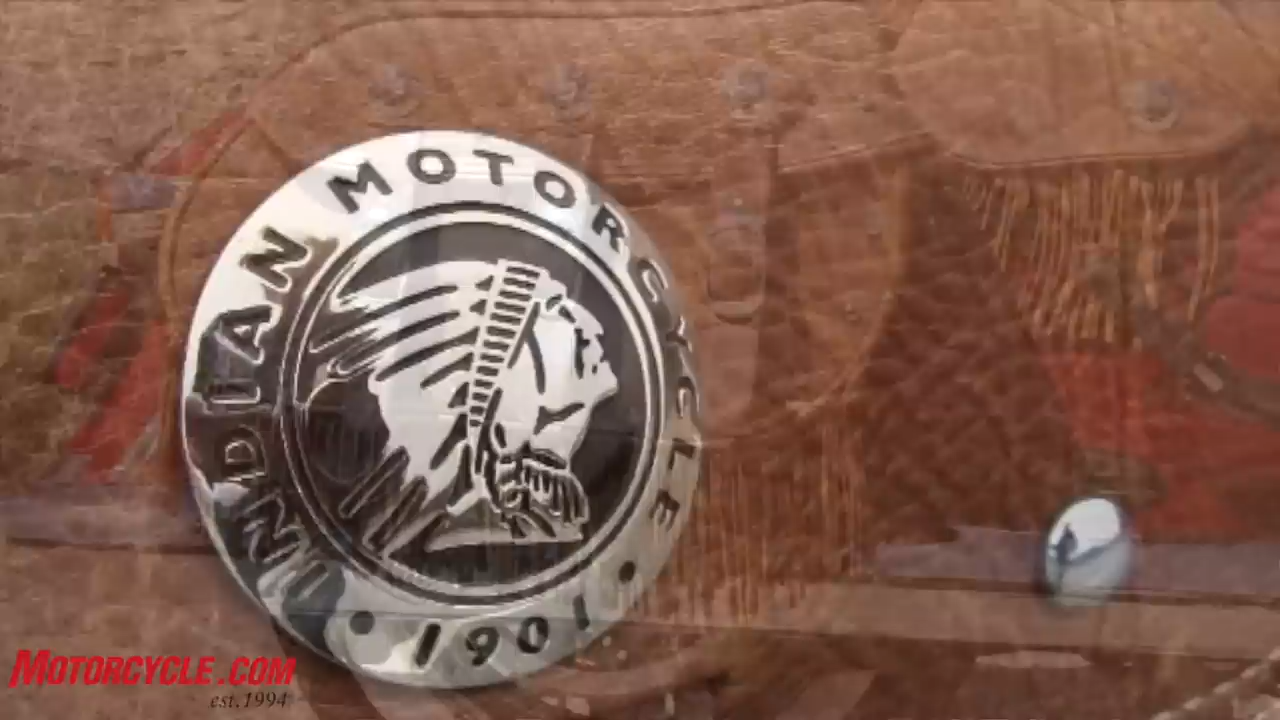 INDIAN MOTORCYCLE
• 1901 •
MOTORCYCLE.COM
est.1994